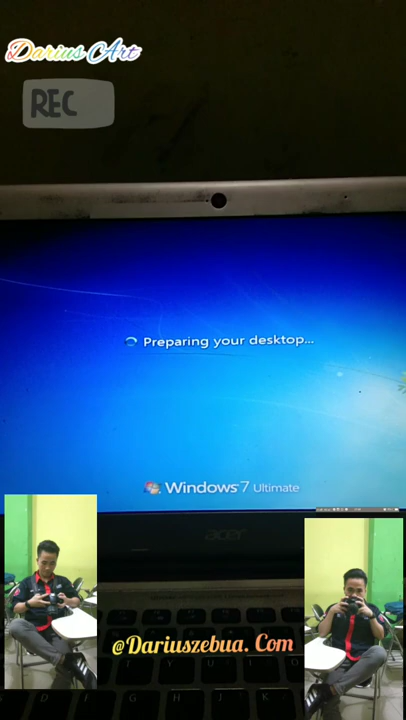 Darius Art
REC
Preparing your desktop...
Windows 7 Ultimate
acer
@Dariuszebua. Com